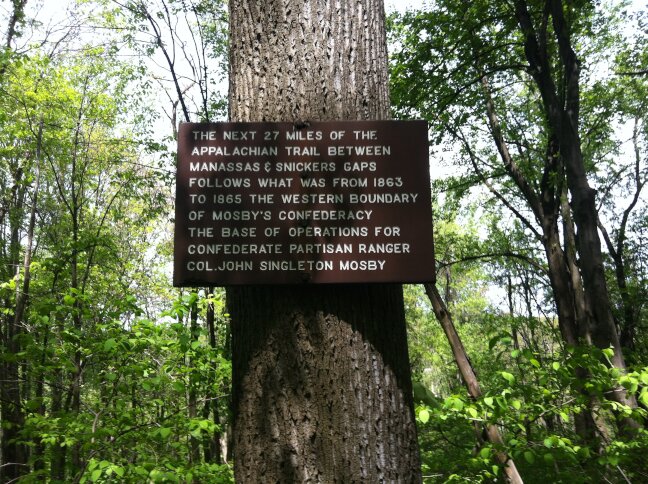 THE NEXT 27 MILES OF THE
APPALACHIAN TRAIL BETWEEN
MANASSAS & SNICKERS GAPS
FOLLOWS WHAT WAS FROM 1863
TO 1865 THE WESTERN BOUNDARY
OF MOSBY'S CONFEDERACY
THE BASE OF OPERATIONS FOR
CONFEDERATE PARTISAN RANGER
COL. JOHN SINGLETON MOSBY